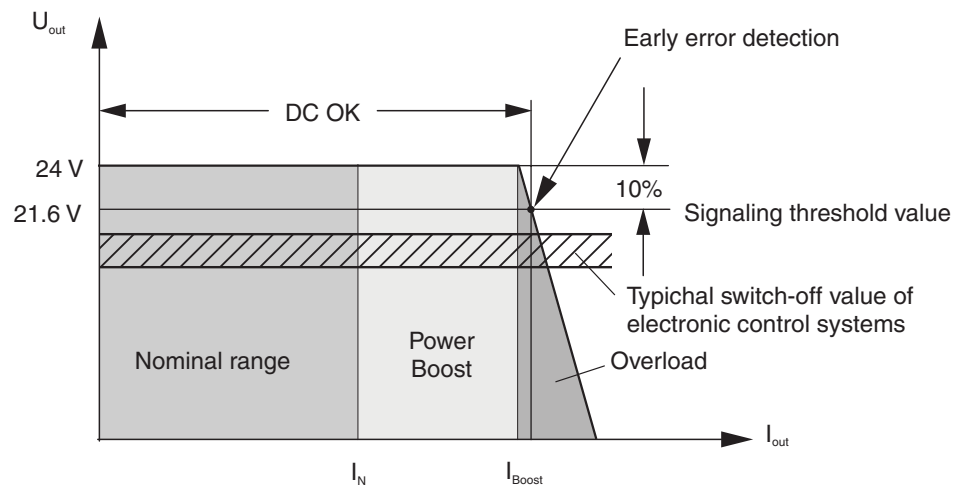 U_out
Early error detection
DC OK
24 V
10%
21.6 V
Signaling threshold value
Typichal switch-off value of
electronic control systems
Nominal range
Power
Boost
Overload
I_out
I_N
I_Boost